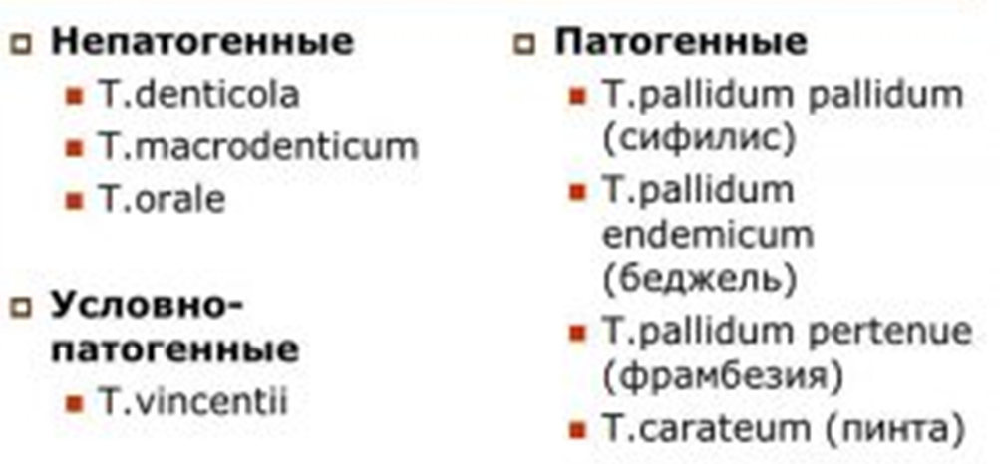 Непатогенные
T.denticola
T.macrodenticum
T.orale
Условно-
патогенные
T.vincentii
Патогенные
T.pallidum pallidum
(сифилис)
T.pallidum
endemicum
(беджель)
T.pallidum pertenue
(фрамбезия)
T.carateum (пинта)